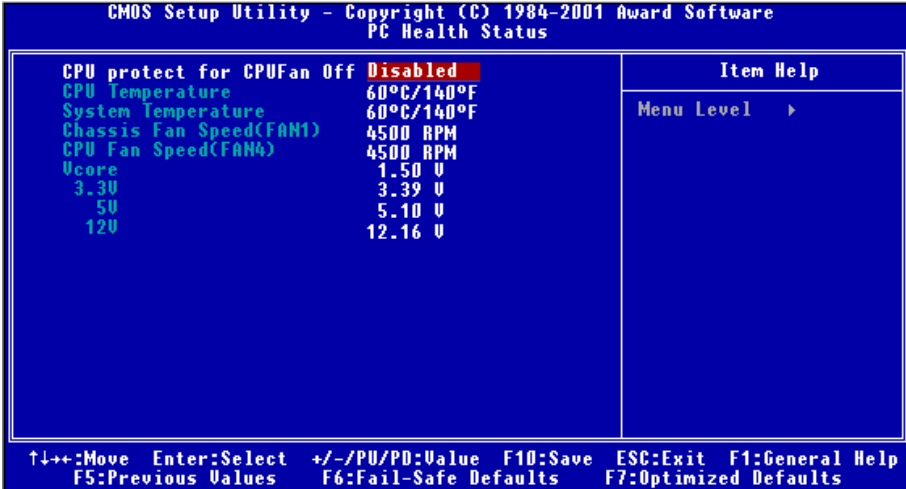 CMOS Setup Utility - Copyright (C) 1984-2001 Award Software
PC Health Status
CPU protect for CPUFan Off Disabled
CPU Temperature 60°C/140°F
System Temperature 60°C/140°F
Chassis Fan Speed(FAN1) 4500 RPM
CPU Fan Speed(FAN4) 4500 RPM
Vcore 1.50 V
3.3V 3.39 V
5V 5.10 V
12V 12.16 V
Item Help
Menu Level ▸
↑↓→←:Move Enter:Select +/-/PU/PD:Value F10:Save ESC:Exit F1:General Help
F5:Previous Values F6:Fail-Safe Defaults F7:Optimized Defaults